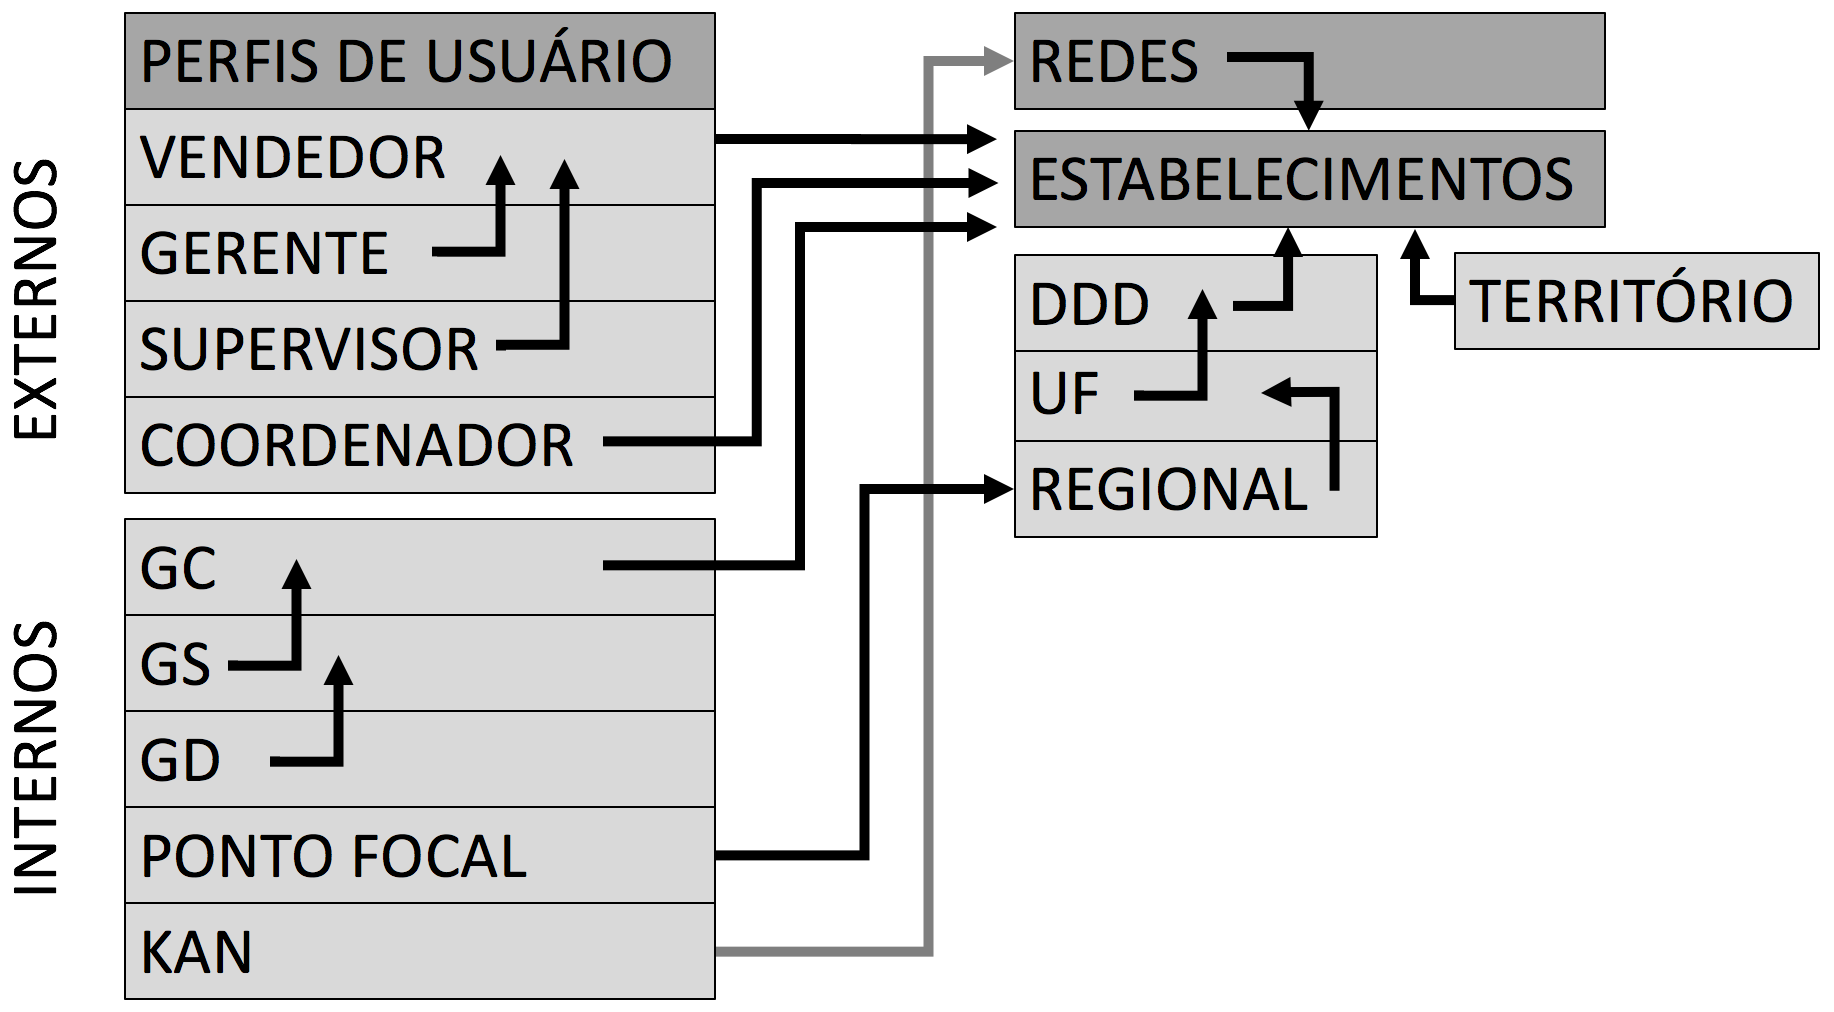 EXTERNOS
PERFIS DE USUÁRIO
VENDEDOR
GERENTE
SUPERVISOR
COORDENADOR
INTERNOS
GC
GS
GD
PONTO FOCAL
KAN
REDES
ESTABELECIMENTOS
DDD
UF
REGIONAL
TERRITÓRIO